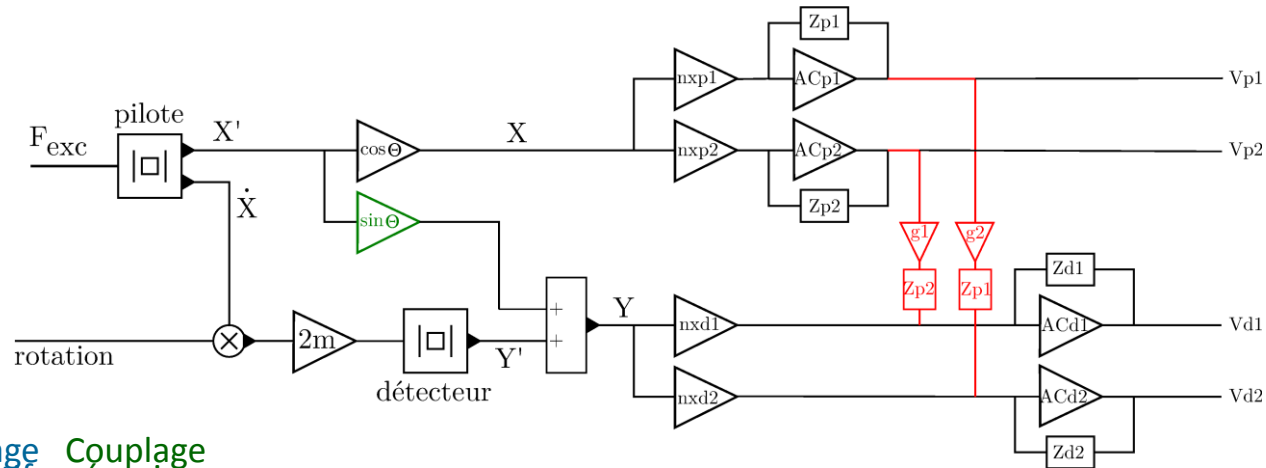 Zp1
nxp1
ACp1
Vp1
pilote
Fexc
X'
cosΘ
X
nxp2
ACp2
Vp2
Ẋ
sinΘ
Zp2
g1
g2
Zp2
Zp1
Zd1
+
Y
nxd1
ACd1
Vd1
rotation
2m
Y'
+
détecteur
nxd2
ACd2
Vd2
Zd2
Couplage